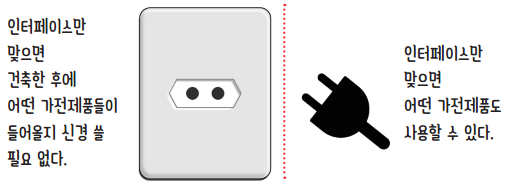 인터페이스만
맞으면
건축한 후에
어떤 가전제품들이
들어올지 신경 쓸
필요 없다.
인터페이스만
맞으면
어떤 가전제품도
사용할 수 있다.